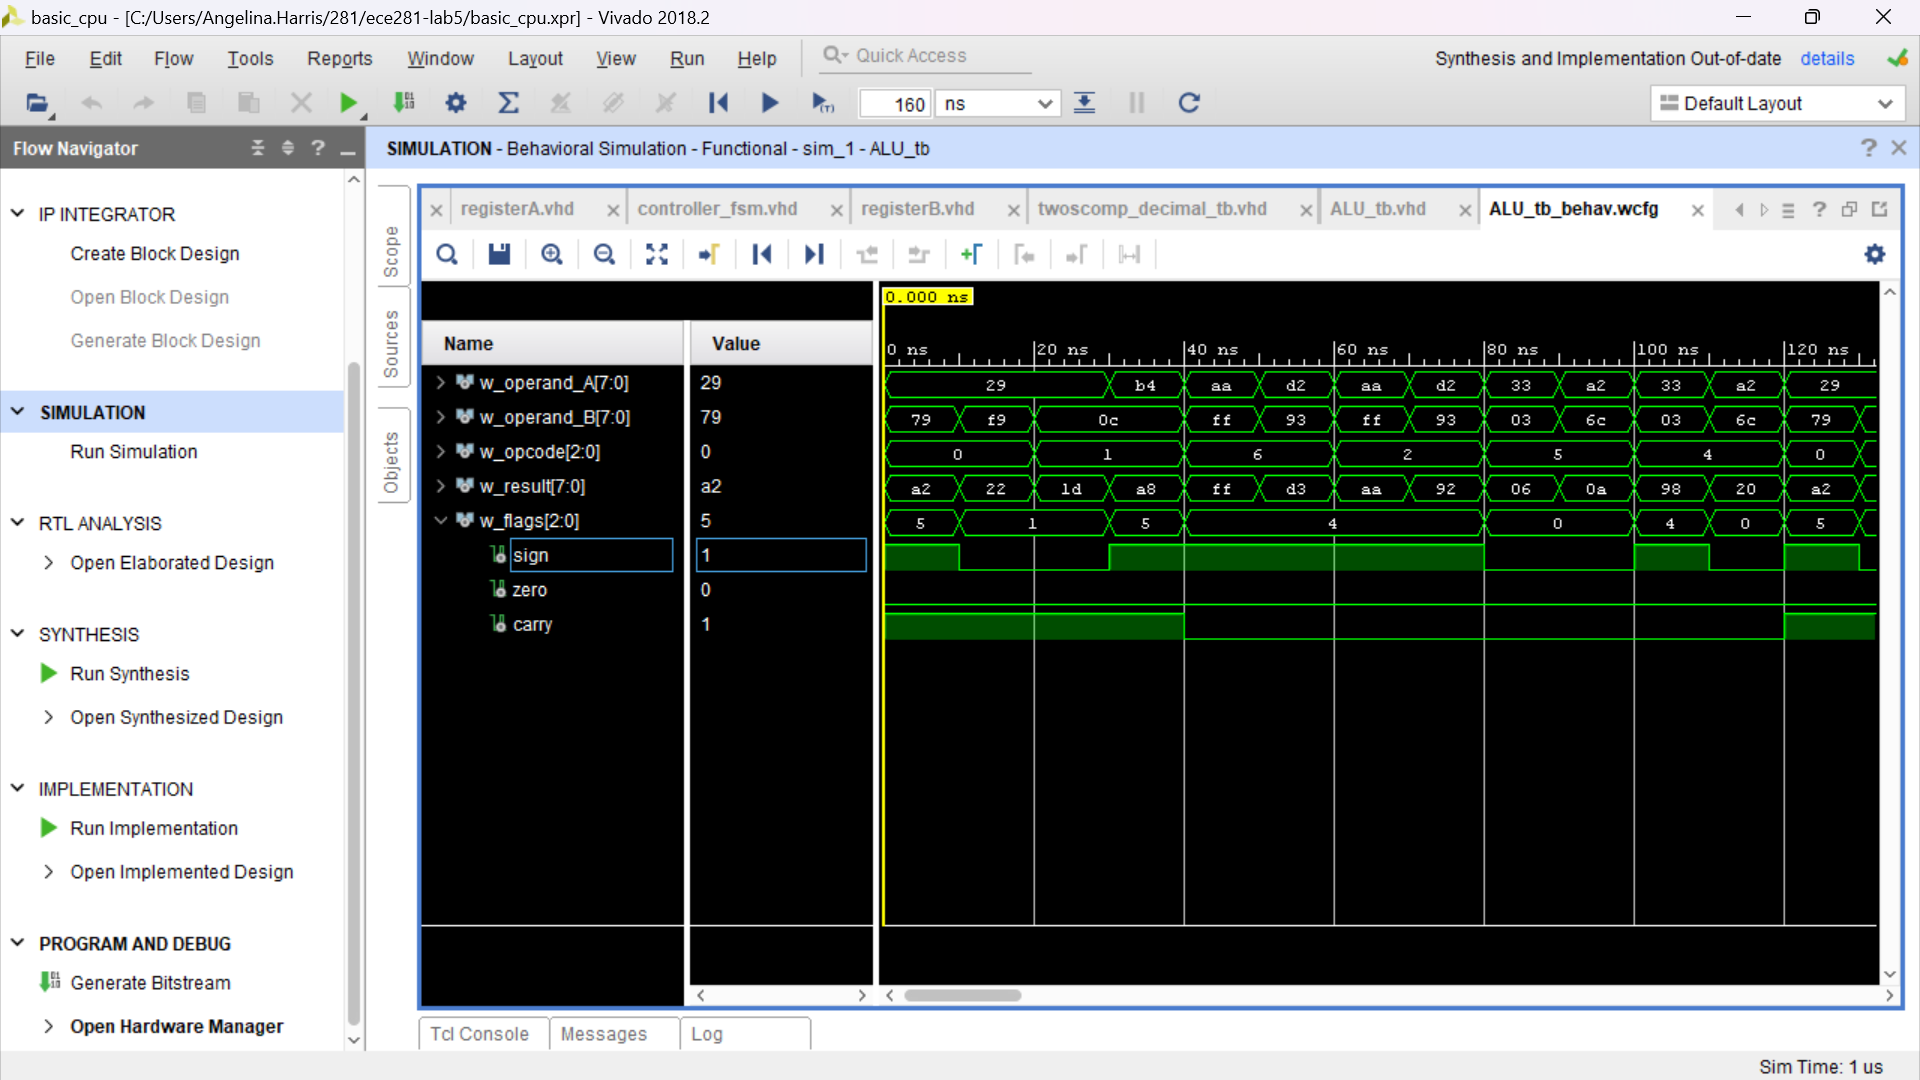 basic_cpu - [C:/Users/Angelina.Harris/281/ece281-lab5/basic_cpu.xpr] - Vivado 2018.2
File Edit Flow Tools Reports Window Layout View Run Help Quick Access
Synthesis and Implementation Out-of-date details
160 ns
Default Layout
Flow Navigator
SIMULATION - Behavioral Simulation - Functional - sim_1 - ALU_tb
IP INTEGRATOR
Create Block Design
Open Block Design
Generate Block Design
SIMULATION
Run Simulation
RTL ANALYSIS
Open Elaborated Design
SYNTHESIS
Run Synthesis
Open Synthesized Design
IMPLEMENTATION
Run Implementation
Open Implemented Design
PROGRAM AND DEBUG
Generate Bitstream
Open Hardware Manager
Scope
Sources
Objects
registerA.vhd controller_fsm.vhd registerB.vhd twoscomp_decimal_tb.vhd ALU_tb.vhd ALU_tb_behav.wcfg
0.000 ns
Name Value
0 ns 20 ns 40 ns 60 ns 80 ns 100 ns 120 ns
w_operand_A[7:0] 29 29 b4 aa d2 aa d2 33 a2 33 a2 29
w_operand_B[7:0] 79 79 f9 0c ff 93 ff 93 03 6c 03 6c 79
w_opcode[2:0] 0 0 1 6 2 5 4 0
w_result[7:0] a2 a2 22 1d a8 ff d3 aa 92 06 0a 98 20 a2
w_flags[2:0] 5 5 1 5 4 0 4 0 5
sign 1
zero 0
carry 1
Tcl Console Messages Log
Sim Time: 1 us